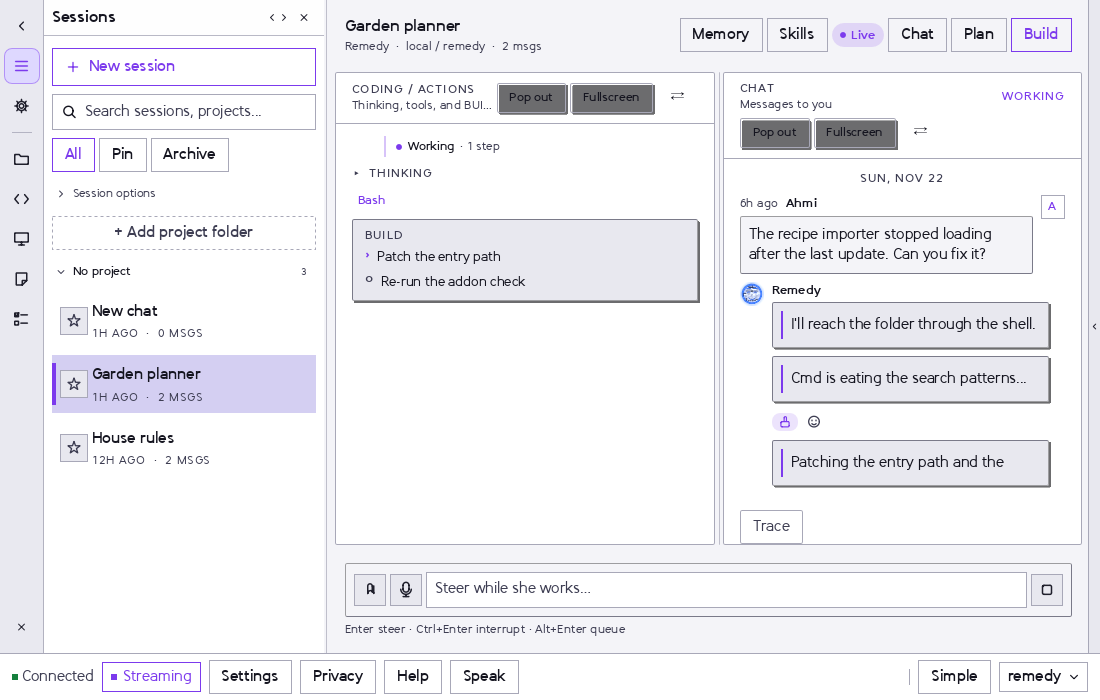 Sessions
New session
Search sessions, projects...
All
Pin
Archive
Session options
+ Add project folder
No project
3
New chat
1H AGO · 0 MSGS
Garden planner
1H AGO · 2 MSGS
House rules
12H AGO · 2 MSGS
Garden planner
Remedy · local / remedy · 2 msgs
Memory
Skills
Live
Chat
Plan
Build
CODING / ACTIONS
Thinking, tools, and BUI...
Pop out
Fullscreen
Working · 1 step
THINKING
Bash
BUILD
Patch the entry path
Re-run the addon check
CHAT
Messages to you
WORKING
Pop out
Fullscreen
SUN, NOV 22
6h ago Ahmi
A
The recipe importer stopped loading
after the last update. Can you fix it?
Remedy
I'll reach the folder through the shell.
Cmd is eating the search patterns...
Patching the entry path and the
Trace
Steer while she works...
Enter steer · Ctrl+Enter interrupt · Alt+Enter queue
Connected
Streaming
Settings
Privacy
Help
Speak
Simple
remedy